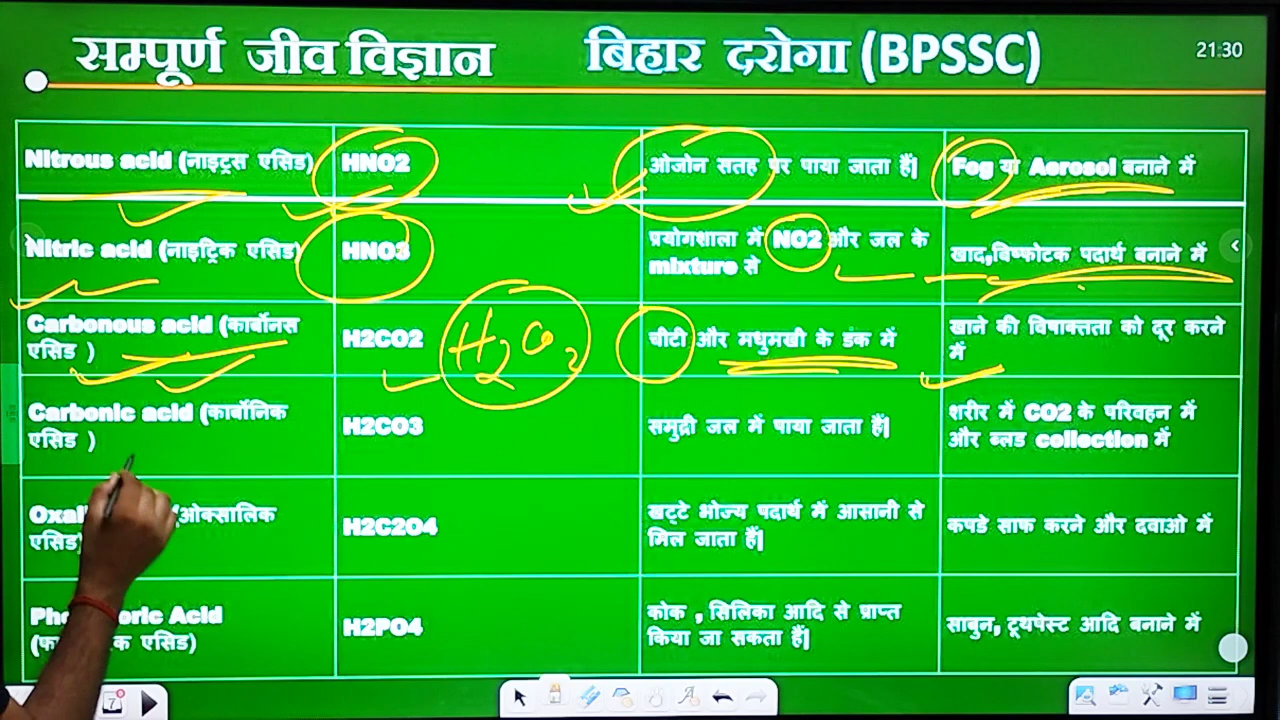 सम्पूर्ण जीव विज्ञान बिहार दरोगा (BPSSC)
21:30
Nitrous acid (नाइट्रस एसिड)
HNO2
ओजोन सतह पर पाया जाता हैं|
Fog या Aerosol बनाने में
Nitric acid (नाइट्रिक एसिड)
HNO3
प्रयोगशाला में NO2 और जल के
mixture से
खाद,विष्फोटक पदार्थ बनाने में
Carbonous acid (कार्बोनस
एसिड )
H2CO2
H2CO2
चीटी और मधुमखी के डंक में
खाने की विषाक्तता को दूर करने
में
Carbonic acid (कार्बोनिक
एसिड )
H2CO3
समुद्री जल में पाया जाता हैं|
शरीर में CO2 के परिवहन में
और ब्लड collection में
(ओक्सालिक
एसिड)
H2C2O4
खट्टे भोज्य पदार्थ में आसानी से
मिल जाता हैं|
कपडे साफ करने और दवाओ में
Acid
एसिड)
H2PO4
कोक , सिलिका आदि से प्राप्त
किया जा सकता हैं|
साबुन, टूथपेस्ट आदि बनाने में